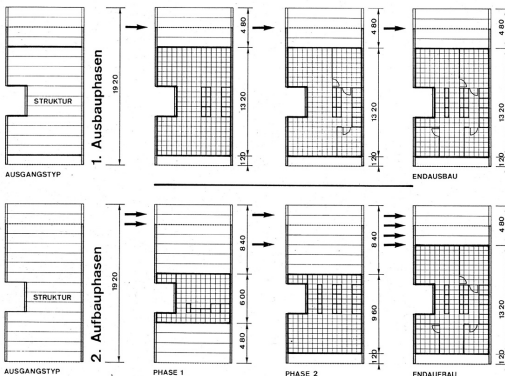 STRUKTUR
AUSGANGSTYP
19 20
1. Ausbauphasen
4 80
13 20
1 20
4 80
13 20
1 20
4 80
13 20
1 20
ENDAUSBAU
STRUKTUR
AUSGANGSTYP
19 20
2. Aufbauphasen
8 40
6 00
4 80
PHASE 1
8 40
9 60
1 20
PHASE 2
4 80
13 20
1 20
ENDAUFBAU